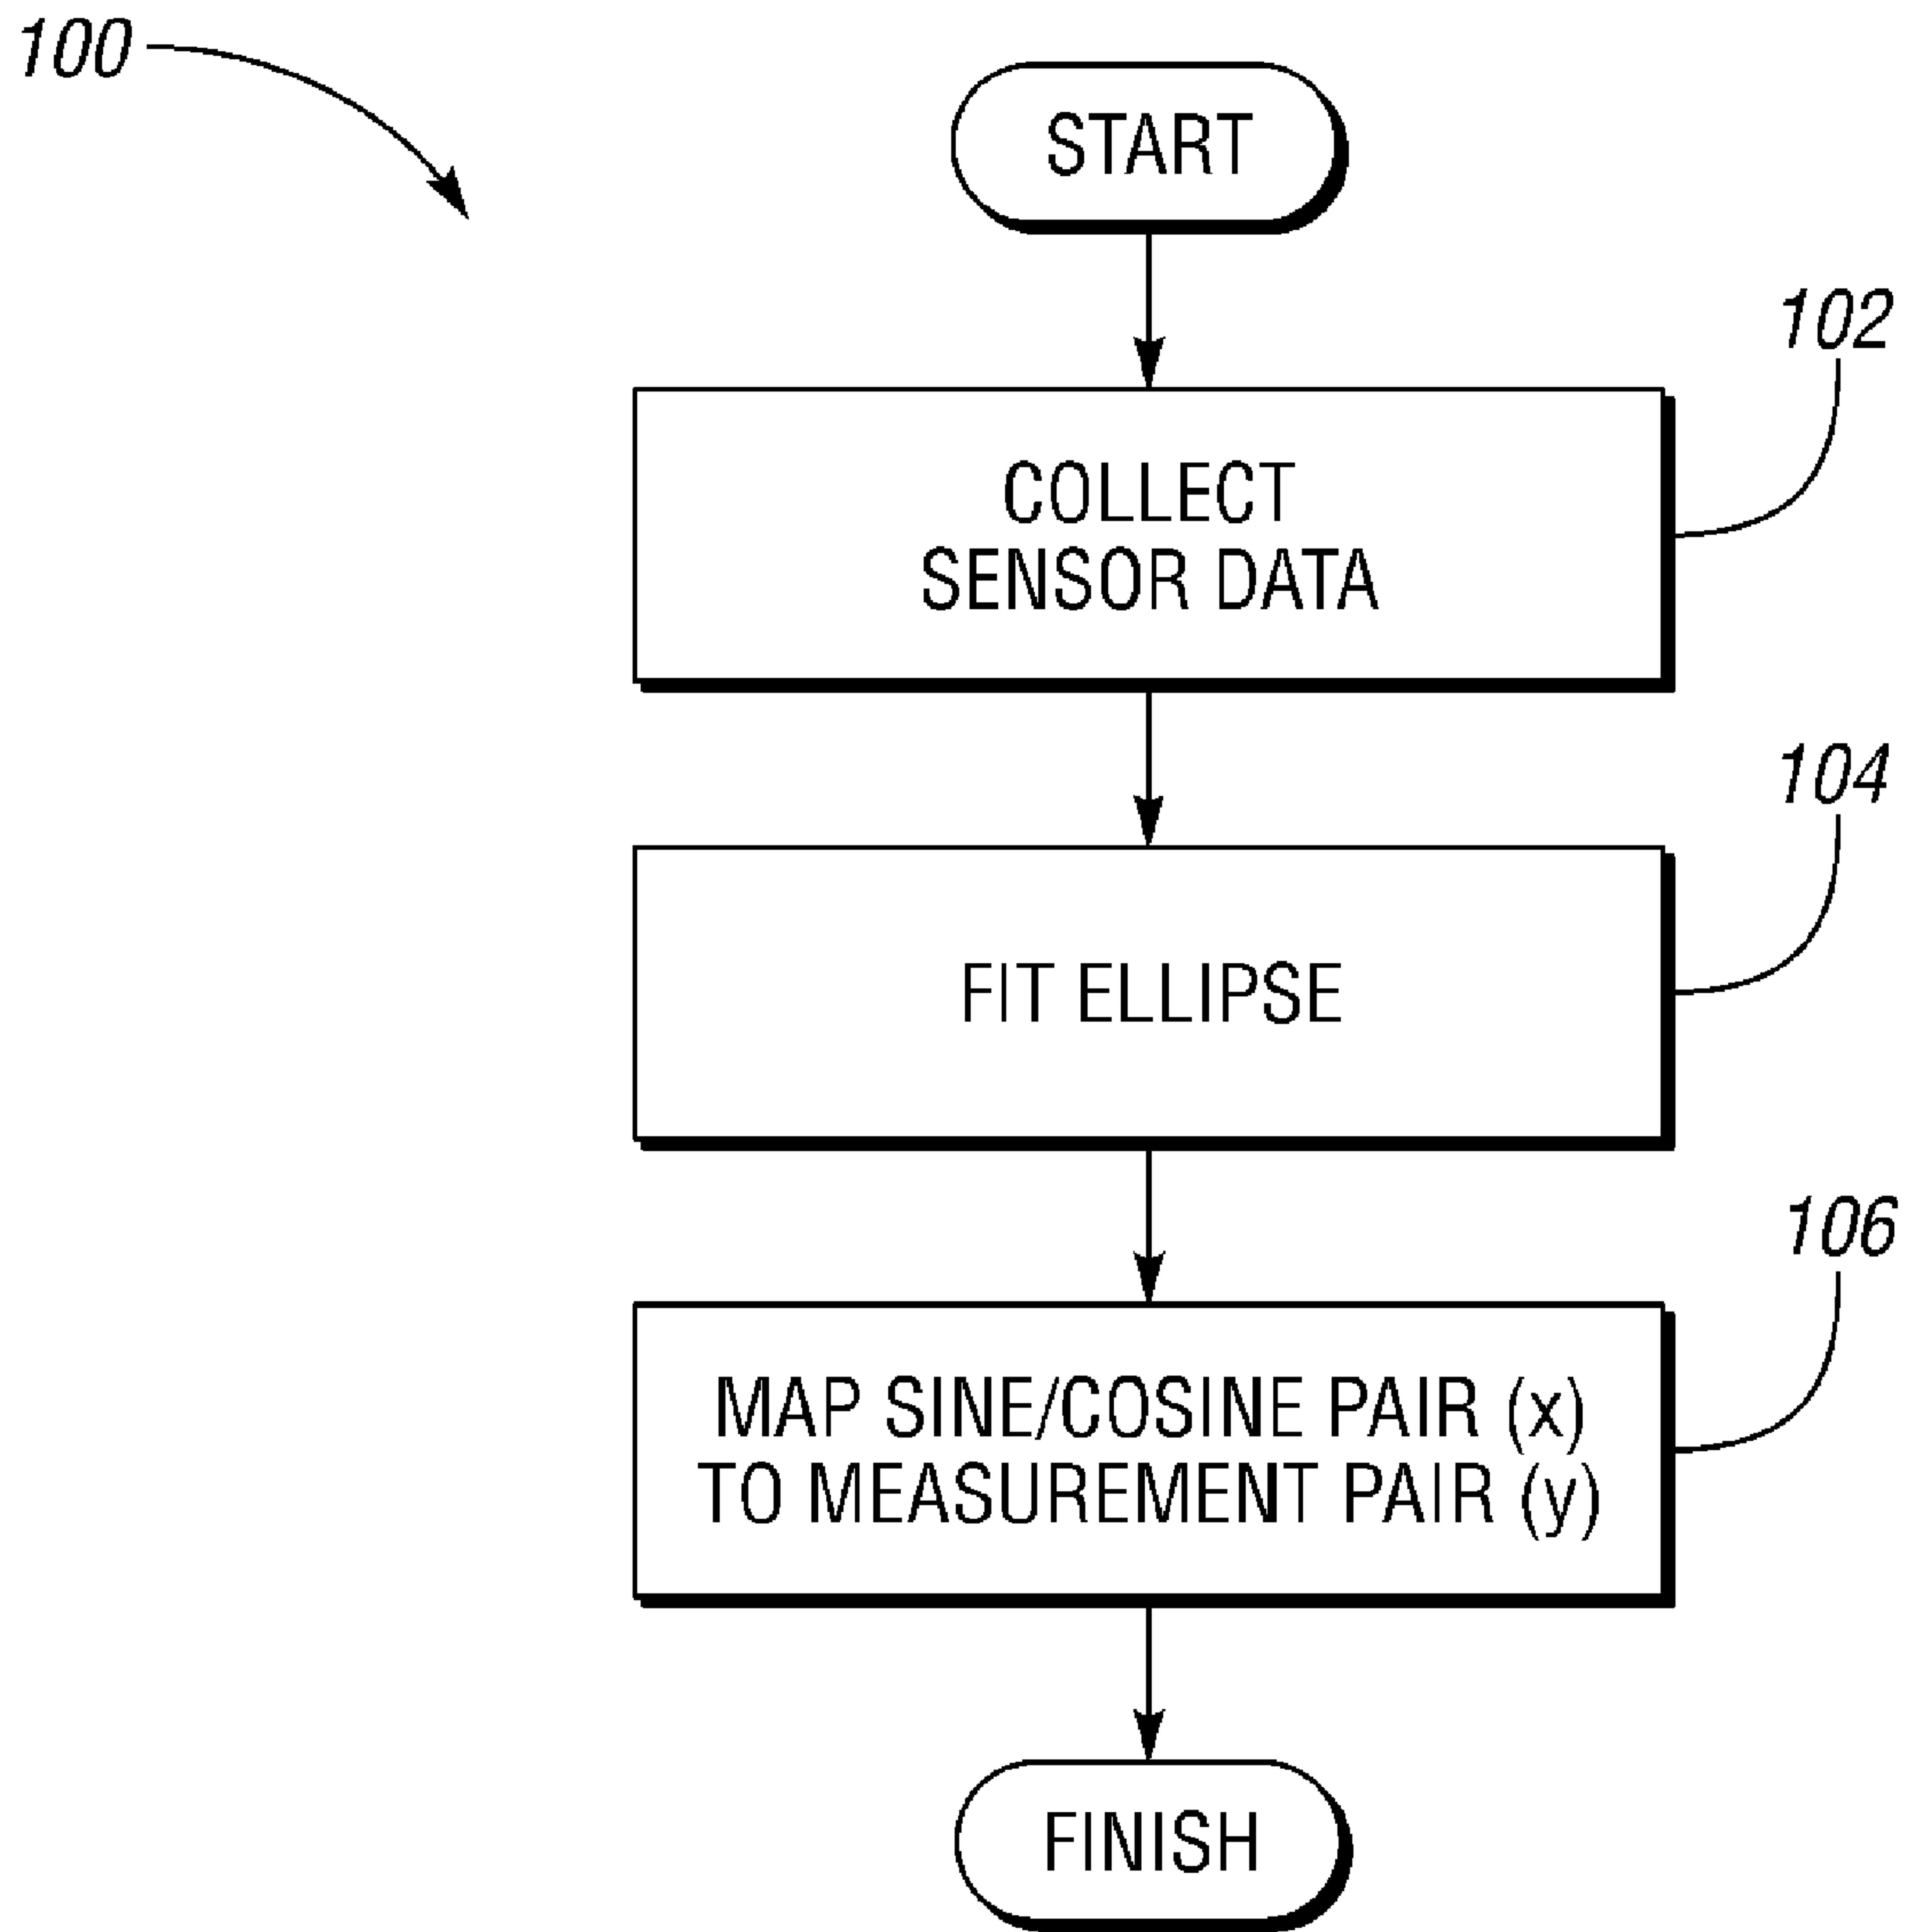 100
START
102
COLLECT
SENSOR DATA
104
FIT ELLIPSE
106
MAP SINE/COSINE PAIR (x)
TO MEASUREMENT PAIR (y)
FINISH